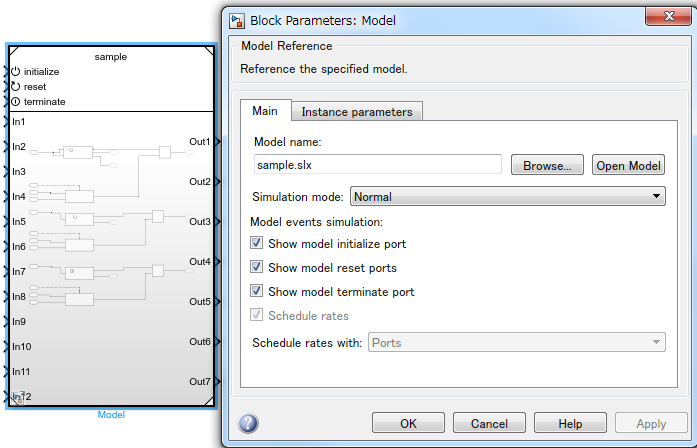 sample
initialize
reset
terminate
In1
In2
In3
In4
In5
In6
In7
In8
In9
In10
In11
In12
Out1
Out2
Out3
Out4
Out5
Out6
Out7
Model
Block Parameters: Model
Model Reference
Reference the specified model.
Main Instance parameters
Model name:
sample.slx Browse... Open Model
Simulation mode: Normal
Model events simulation:
Show model initialize port
Show model reset ports
Show model terminate port
Schedule rates
Schedule rates with: Ports
OK Cancel Help Apply